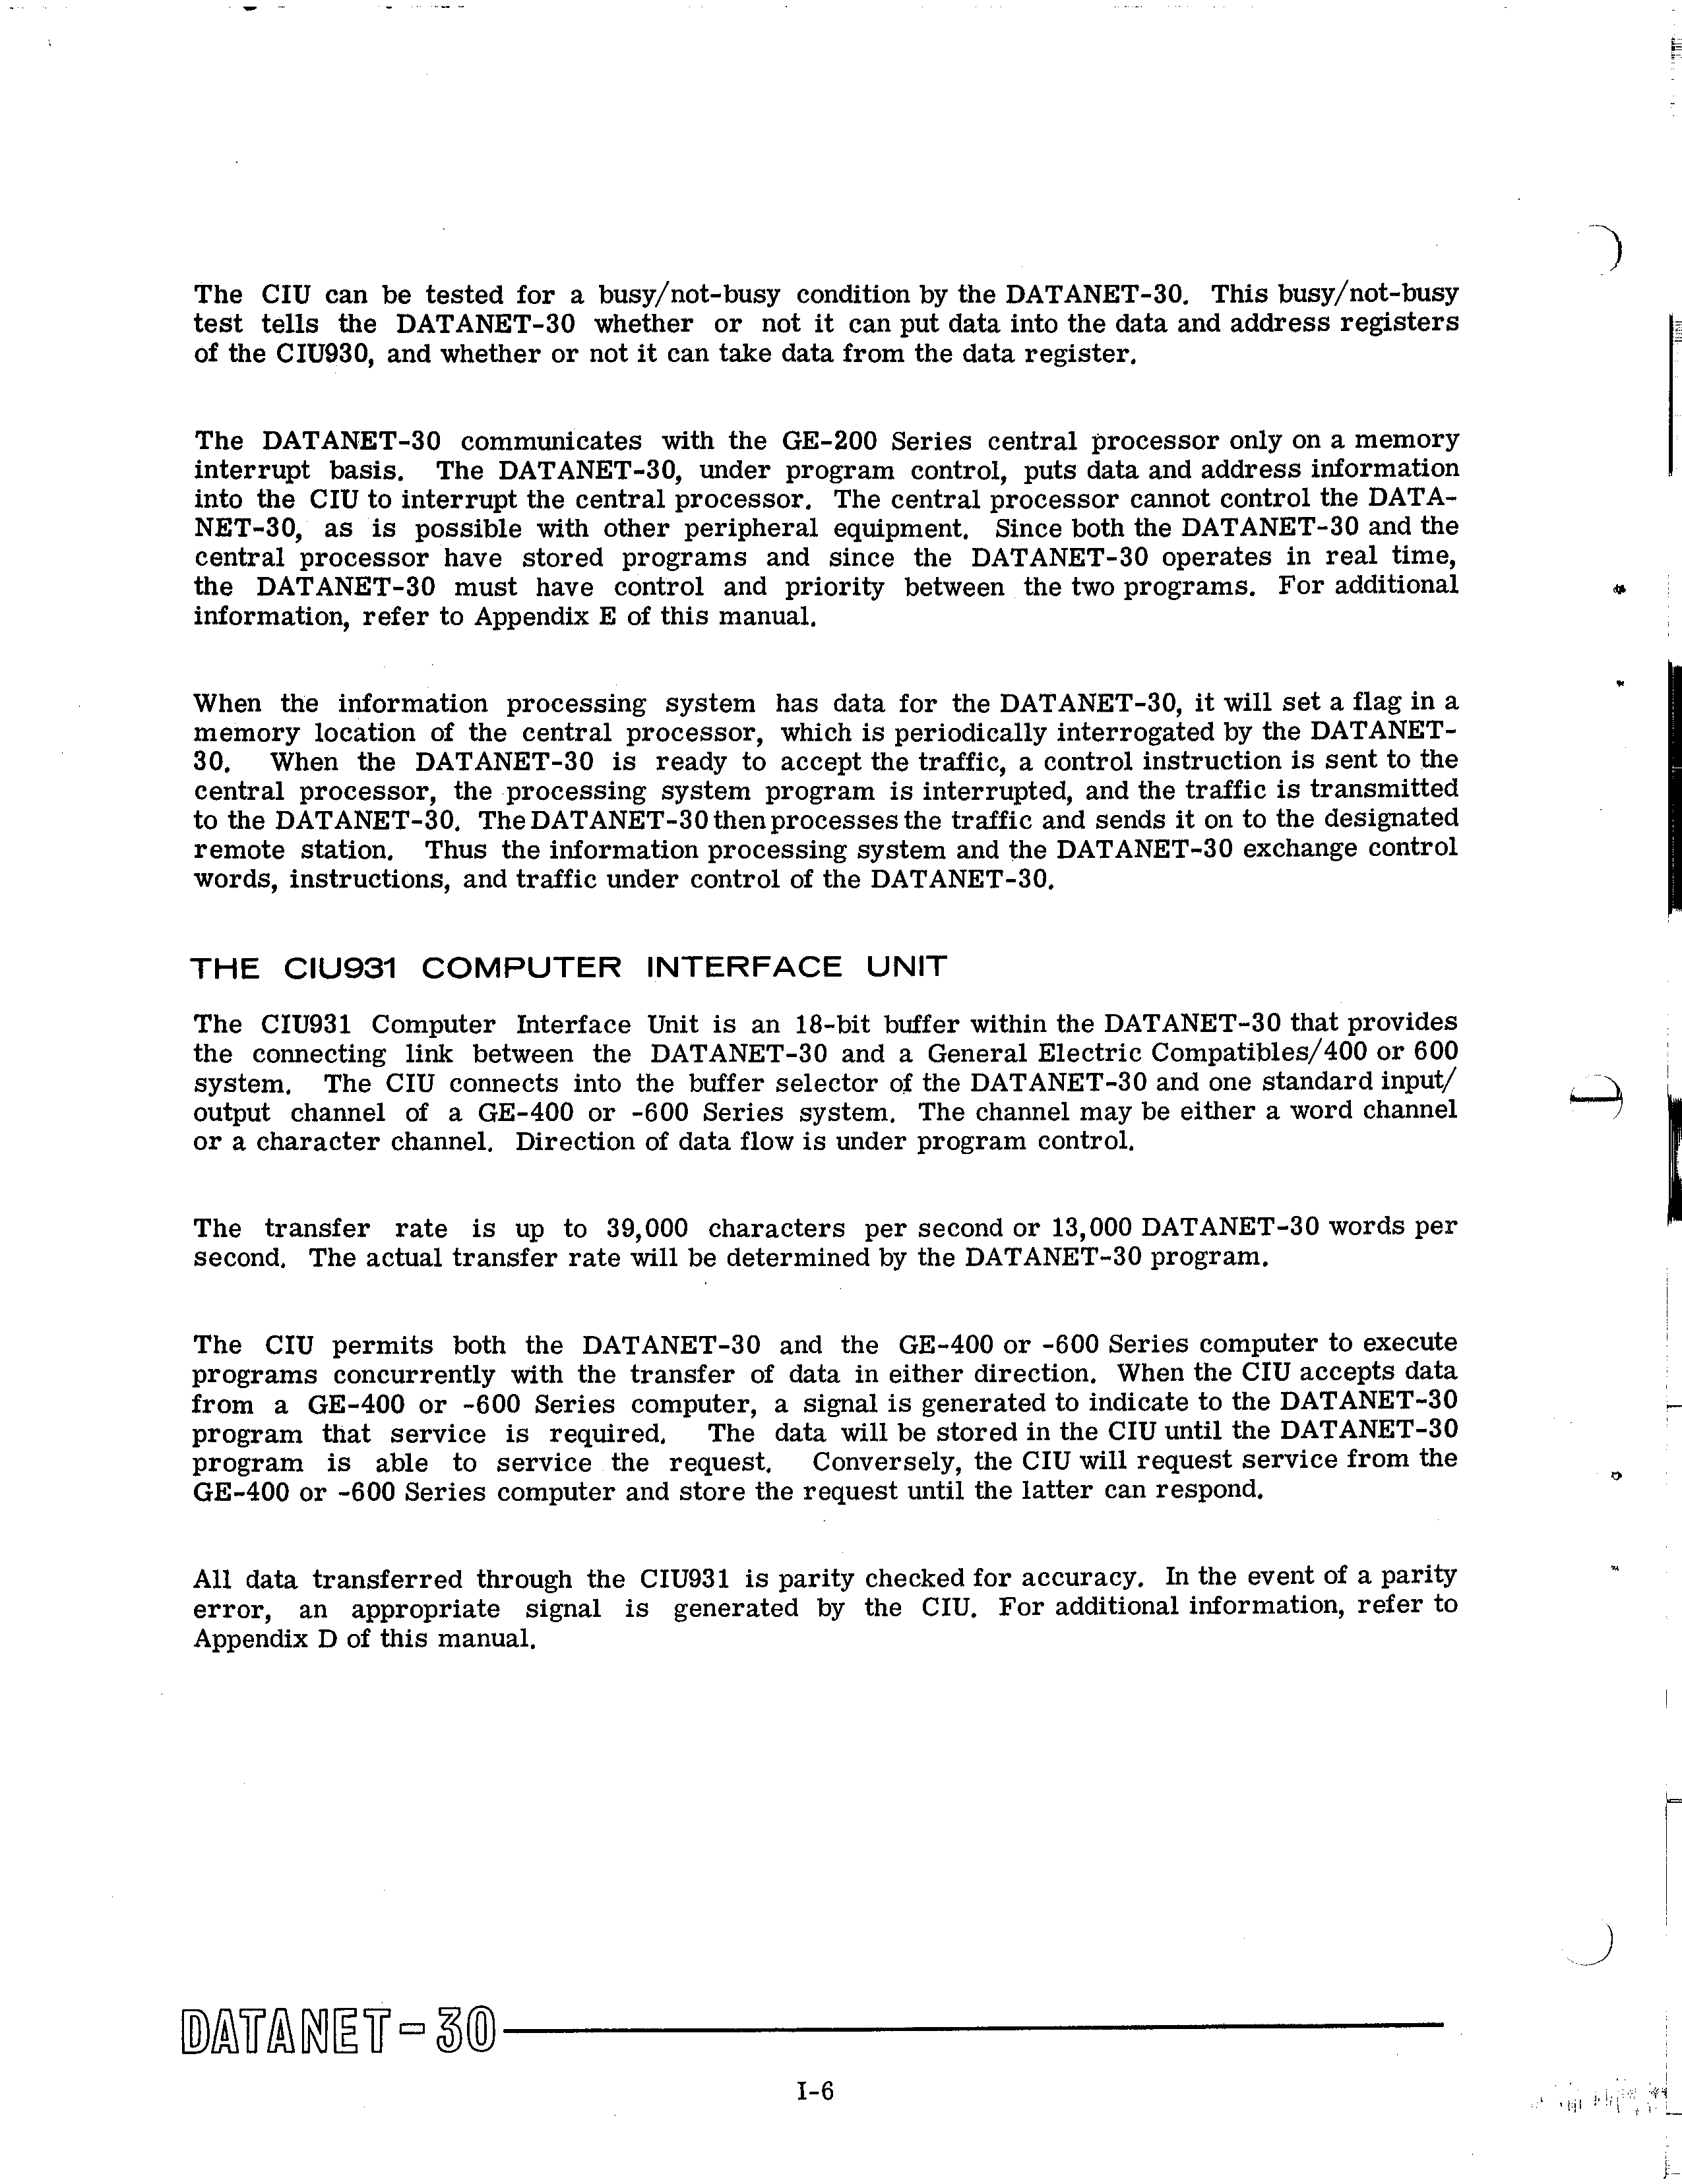 The CIU can be tested for a busy/not-busy condition by the DATANET-30. This busy/not-busy
test tells the DATANET-30 whether or not it can put data into the data and address registers
of the CIU930, and whether or not it can take data from the data register.
The DATANET-30 communicates with the GE-200 Series central processor only on a memory
interrupt basis. The DATANET-30, under program control, puts data and address information
into the CIU to interrupt the central processor. The central processor cannot control the DATA-
NET-30, as is possible with other peripheral equipment. Since both the DATANET-30 and the
central processor have stored programs and since the DATANET-30 operates in real time,
the DATANET-30 must have control and priority between the two programs. For additional
information, refer to Appendix E of this manual.
When the information processing system has data for the DATANET-30, it will set a flag in a
memory location of the central processor, which is periodically interrogated by the DATANET-
30. When the DATANET-30 is ready to accept the traffic, a control instruction is sent to the
central processor, the processing system program is interrupted, and the traffic is transmitted
to the DATANET-30. The DATANET-30 then processes the traffic and sends it on to the designated
remote station. Thus the information processing system and the DATANET-30 exchange control
words, instructions, and traffic under control of the DATANET-30.
THE CIU931 COMPUTER INTERFACE UNIT
The CIU931 Computer Interface Unit is an 18-bit buffer within the DATANET-30 that provides
the connecting link between the DATANET-30 and a General Electric Compatibles/400 or 600
system. The CIU connects into the buffer selector of the DATANET-30 and one standard input/
output channel of a GE-400 or -600 Series system. The channel may be either a word channel
or a character channel. Direction of data flow is under program control.
The transfer rate is up to 39,000 characters per second or 13,000 DATANET-30 words per
second. The actual transfer rate will be determined by the DATANET-30 program.
The CIU permits both the DATANET-30 and the GE-400 or -600 Series computer to execute
programs concurrently with the transfer of data in either direction. When the CIU accepts data
from a GE-400 or -600 Series computer, a signal is generated to indicate to the DATANET-30
program that service is required. The data will be stored in the CIU until the DATANET-30
program is able to service the request. Conversely, the CIU will request service from the
GE-400 or -600 Series computer and store the request until the latter can respond.
All data transferred through the CIU931 is parity checked for accuracy. In the event of a parity
error, an appropriate signal is generated by the CIU. For additional information, refer to
Appendix D of this manual.
DATANET-30
I-6